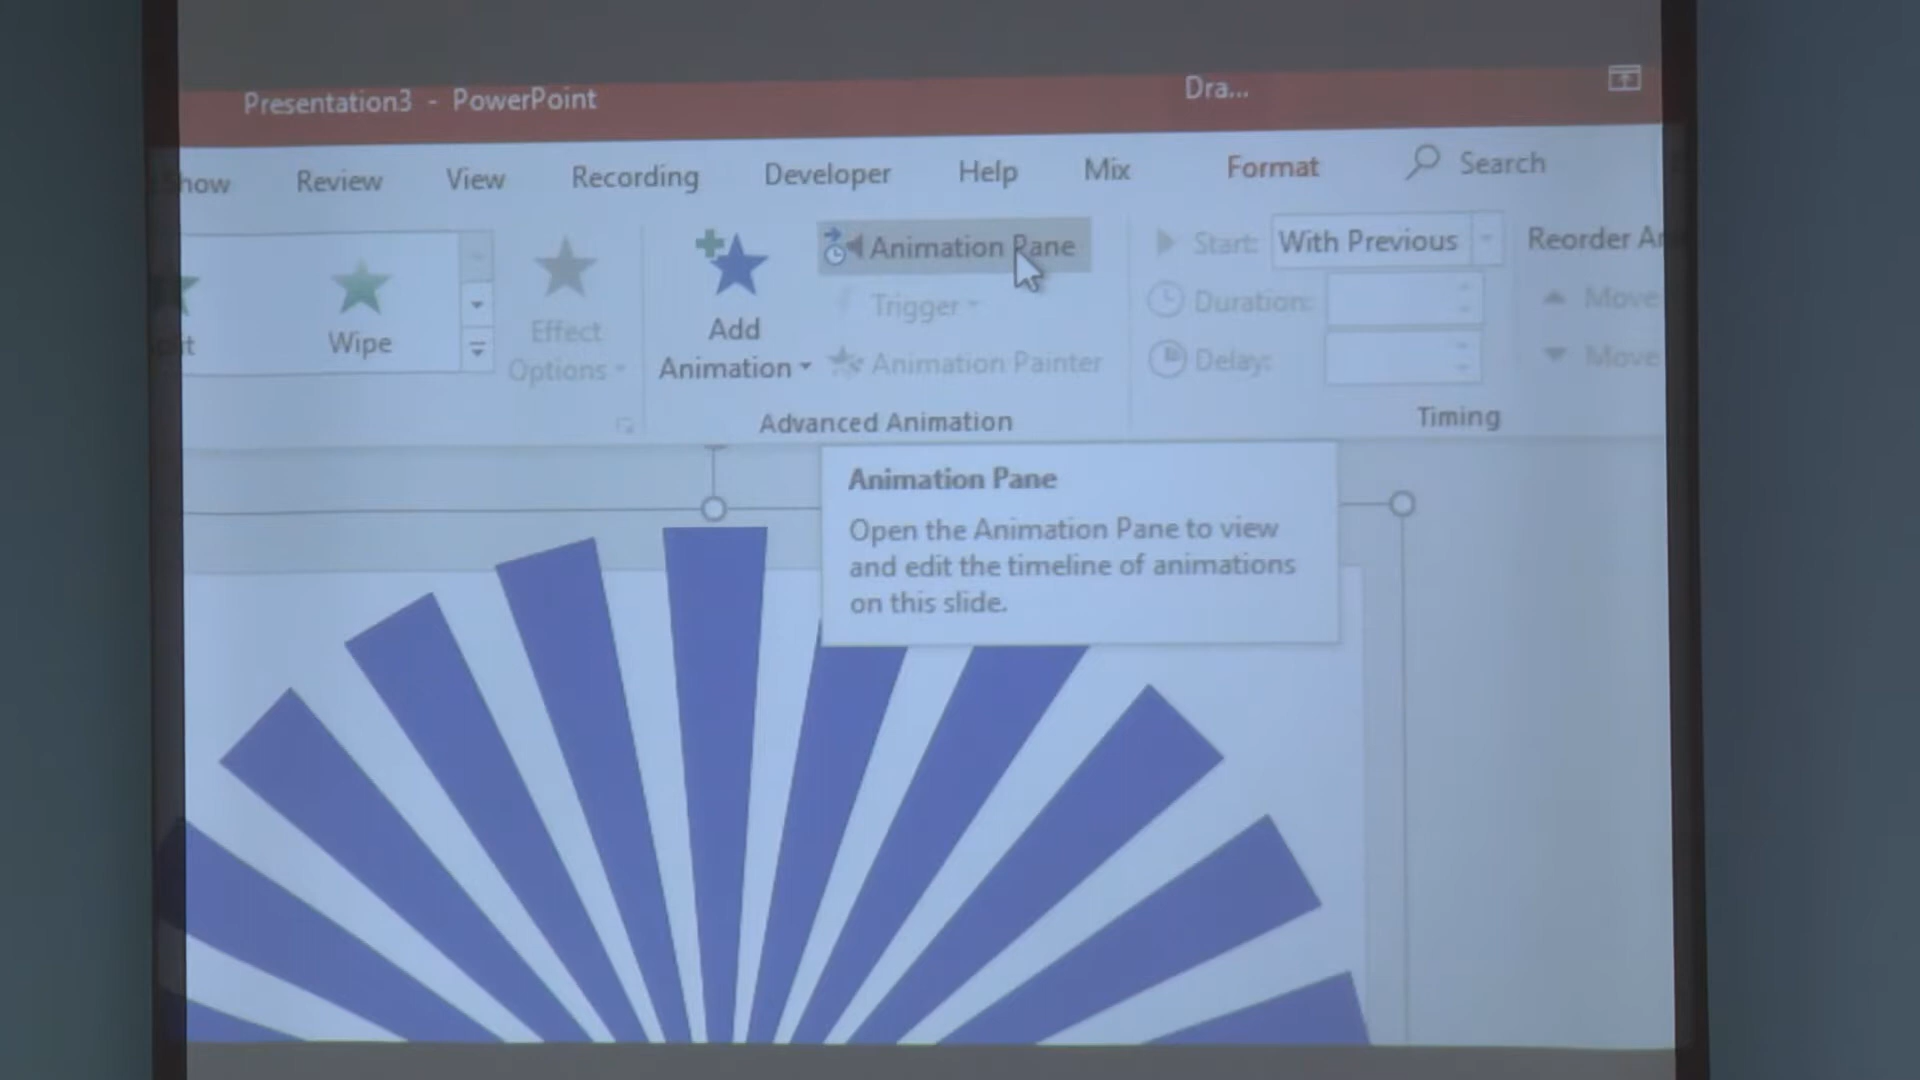 Presentation3 - PowerPoint
Dra...
Show Review View Recording Developer Help Mix Format Search
Wipe
Effect
Options
Add
Animation
Animation Pane
Trigger
Animation Painter
Advanced Animation
Start: With Previous
Duration:
Delay:
Timing
Reorder
Move
Move
Animation Pane
Open the Animation Pane to view
and edit the timeline of animations
on this slide.